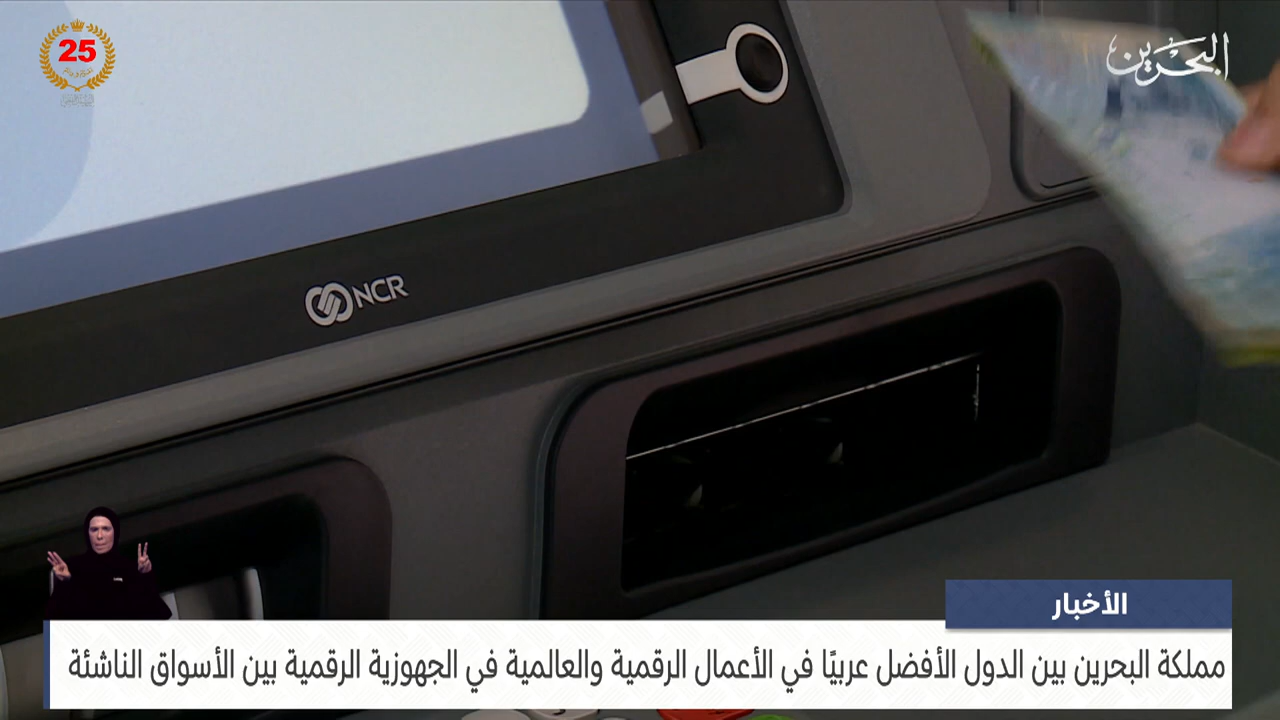 25
البحرين
NCR
الأخبار
مملكة البحرين بين الدول الأفضل عربيًا في الأعمال الرقمية والعالمية في الجهوزية الرقمية بين الأسواق الناشئة